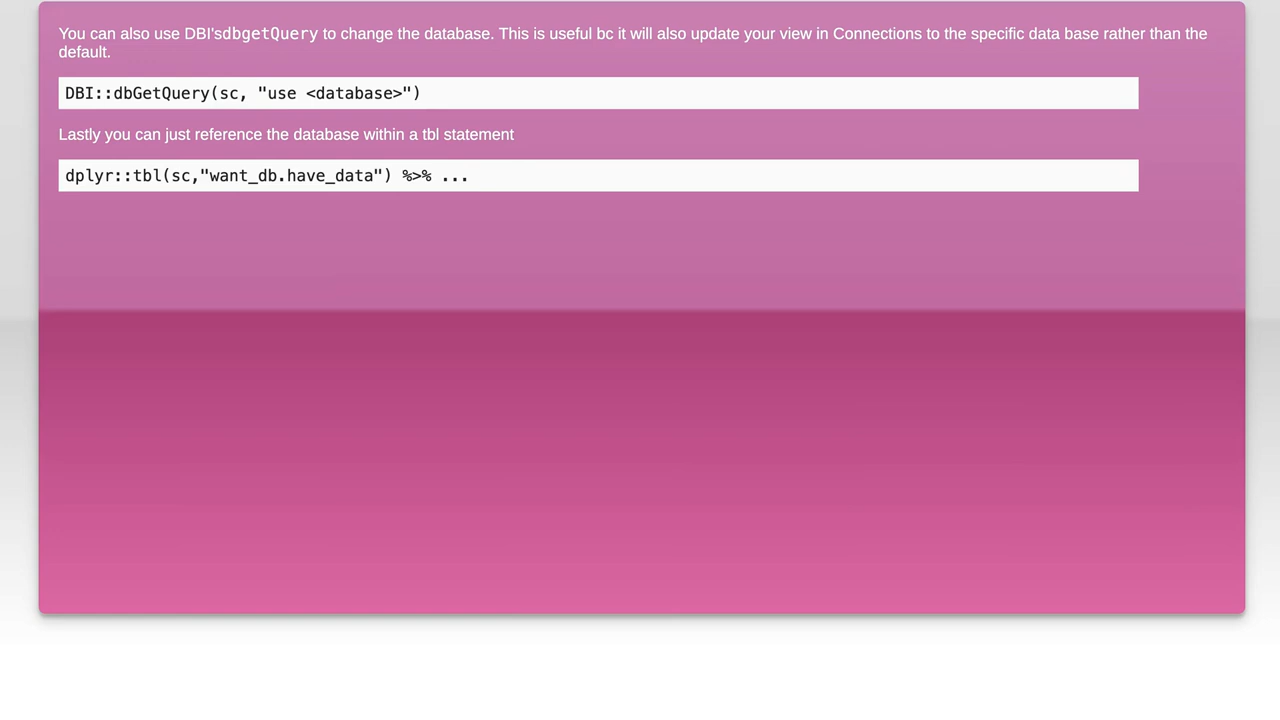 You can also use DBI'sdbgetQuery to change the database. This is useful bc it will also update your view in Connections to the specific data base rather than the
default.
DBI::dbGetQuery(sc, "use <database>")
Lastly you can just reference the database within a tbl statement
dplyr::tbl(sc,"want_db.have_data") %>% ...